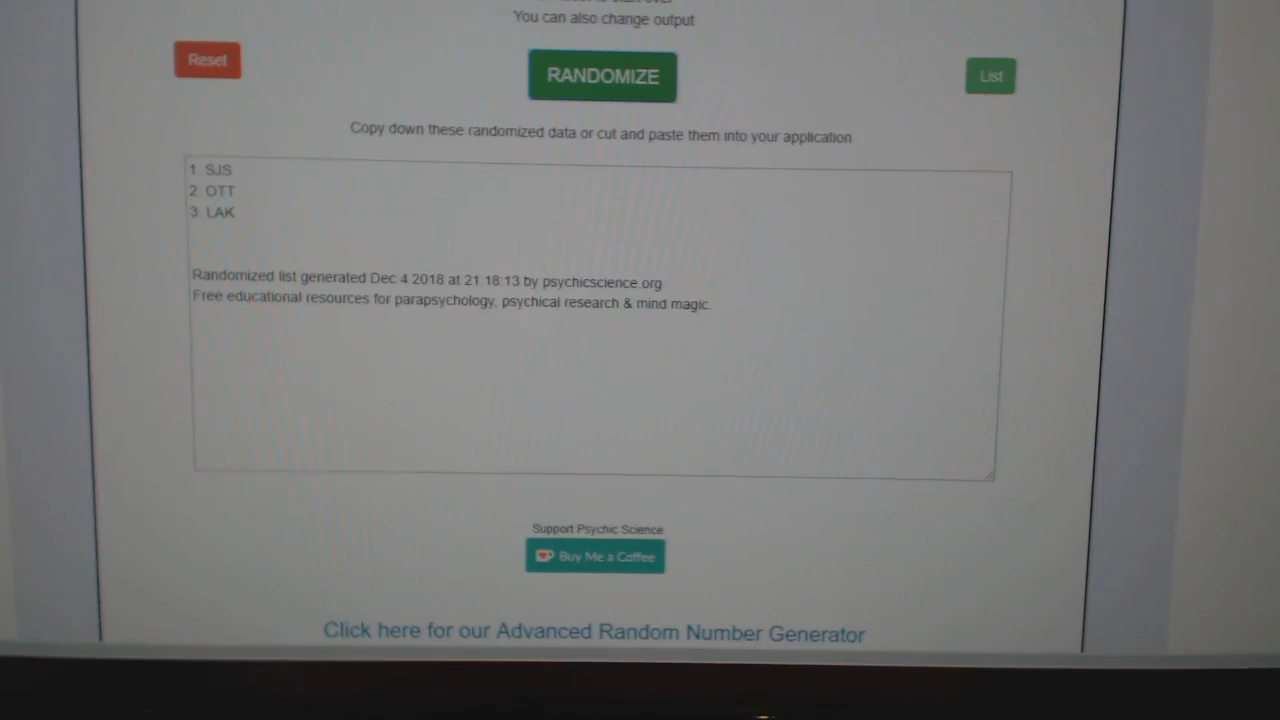 You can also change output
Reset
RANDOMIZE
List
Copy down these randomized data or cut and paste them into your application
1 SJS
2 OTT
3 LAK
Randomized list generated Dec 4 2018 at 21:18:13 by psychicscience.org
Free educational resources for parapsychology, psychical research & mind magic.
Support Psychic Science
Buy Me a Coffee
Click here for our Advanced Random Number Generator